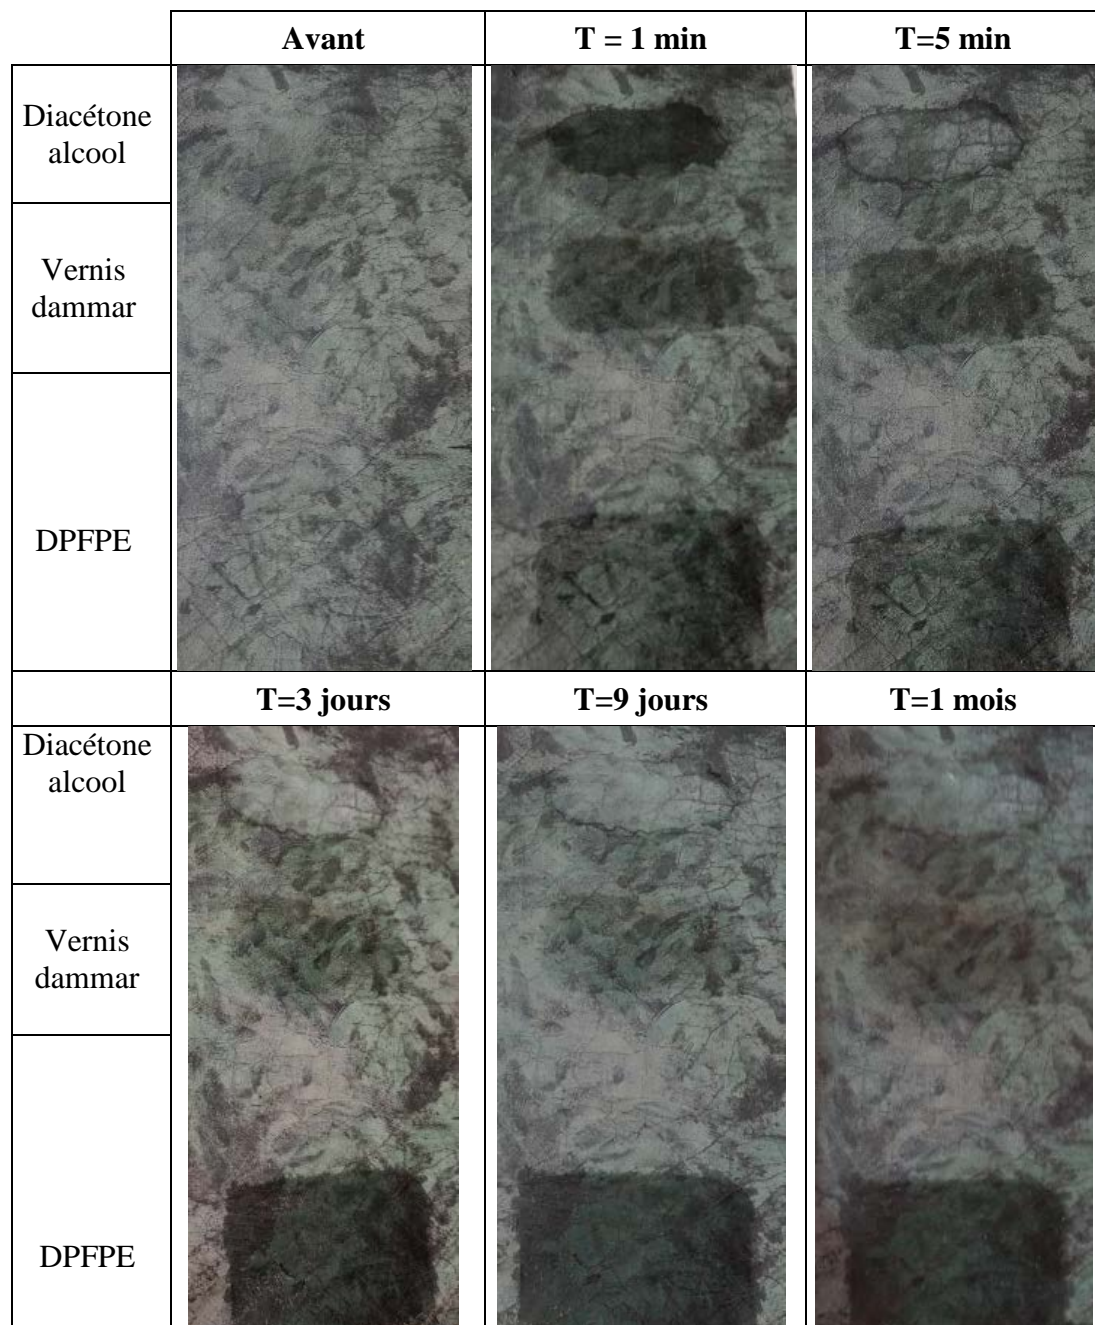 Avant
T = 1 min
T=5 min
Diacétone
alcool
Vernis
dammar
DPFPE
T=3 jours
T=9 jours
T=1 mois
Diacétone
alcool
Vernis
dammar
DPFPE